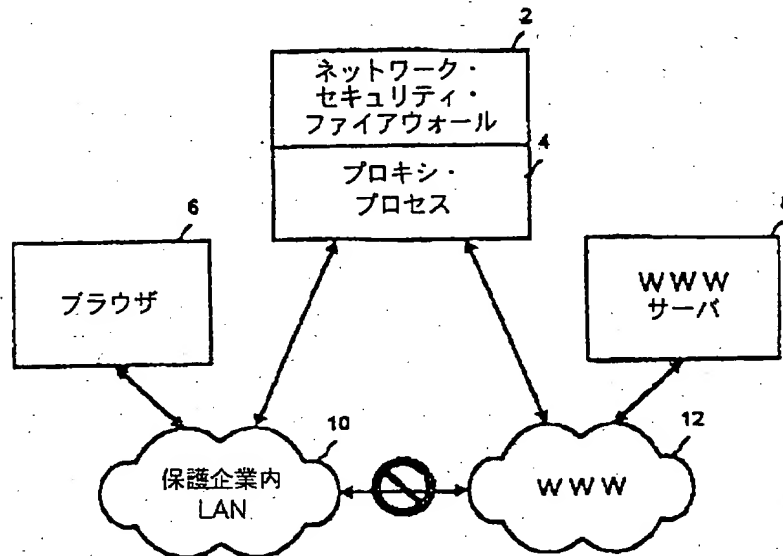 2
ネットワーク・
セキュリティ・
ファイアウォール
4
プロキシ・
プロセス
6
ブラウザ
8
WWW
サーバ
10
保護企業内
LAN
12
WWW